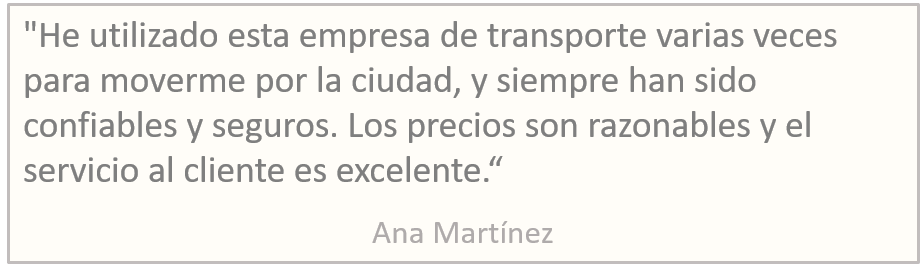 "He utilizado esta empresa de transporte varias veces
para moverme por la ciudad, y siempre han sido
confiables y seguros. Los precios son razonables y el
servicio al cliente es excelente.“
Ana Martínez